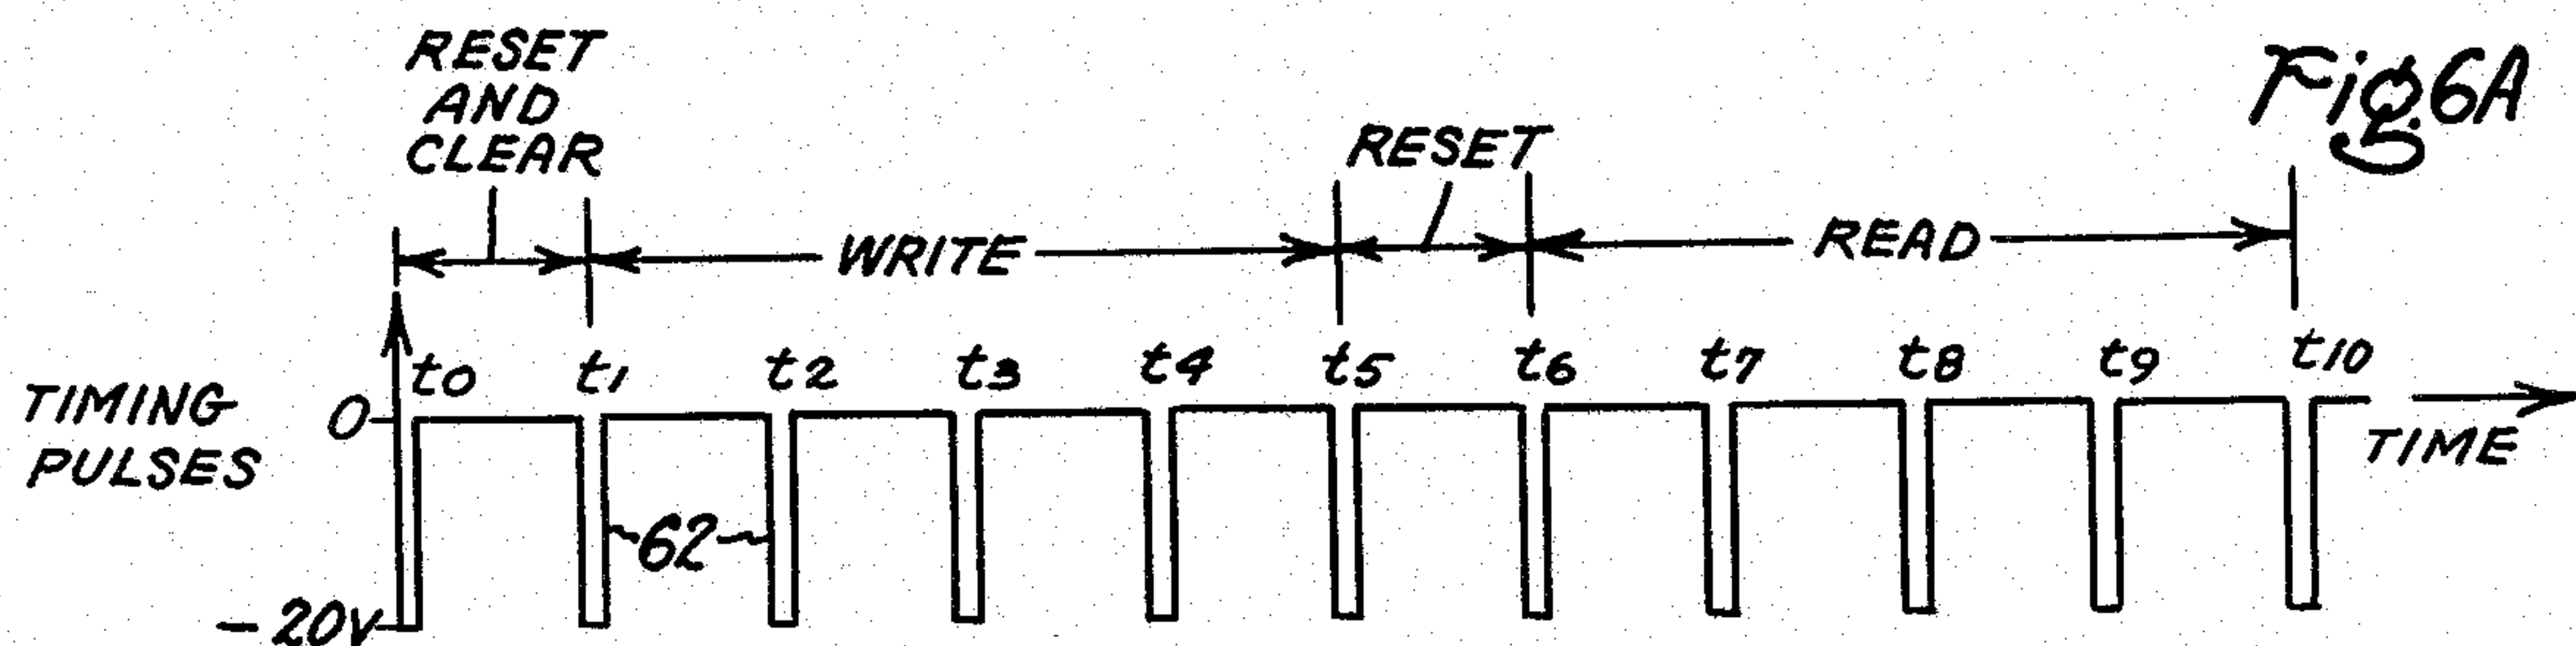 RESET
AND
CLEAR
Fig. 6A
RESET
WRITE
READ
t0 t1 t2 t3 t4 t5 t6 t7 t8 t9 t10
TIMING
PULSES
0
TIME
62
-20V